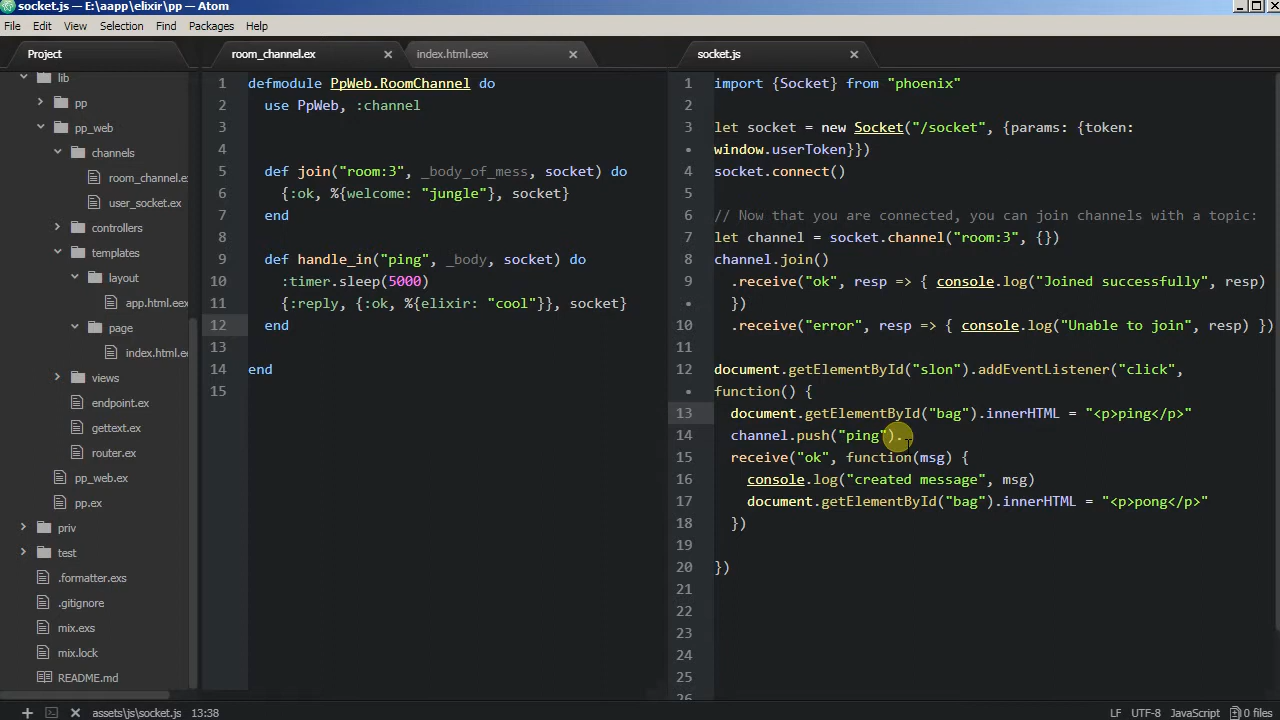 socket.js — E:\aapp\elixir\pp — Atom
File Edit View Selection Find Packages Help
Project
lib
pp
pp_web
channels
room_channel.e
user_socket.ex
controllers
templates
layout
app.html.eex
page
index.html.ee
views
endpoint.ex
gettext.ex
router.ex
pp_web.ex
pp.ex
priv
test
.formatter.exs
.gitignore
mix.exs
mix.lock
README.md
room_channel.ex
index.html.eex
1 defmodule PpWeb.RoomChannel do
2 use PpWeb, :channel
3
4
5 def join("room:3", _body_of_mess, socket) do
6 {:ok, %{welcome: "jungle"}, socket}
7 end
8
9 def handle_in("ping", _body, socket) do
10 :timer.sleep(5000)
11 {:reply, {:ok, %{elixir: "cool"}}, socket}
12 end
13
14 end
15
socket.js
1 import {Socket} from "phoenix"
2
3 let socket = new Socket("/socket", {params: {token:
• window.userToken}})
4 socket.connect()
5
6 // Now that you are connected, you can join channels with a topic:
7 let channel = socket.channel("room:3", {})
8 channel.join()
9 .receive("ok", resp => { console.log("Joined successfully", resp)
• })
10 .receive("error", resp => { console.log("Unable to join", resp) })
11
12 document.getElementById("slon").addEventListener("click",
• function() {
13 document.getElementById("bag").innerHTML = "<p>ping</p>"
14 channel.push("ping").
15 receive("ok", function(msg) {
16 console.log("created message", msg)
17 document.getElementById("bag").innerHTML = "<p>pong</p>"
18 })
19
20 })
21
22
23
24
25
26
assets\js\socket.js 13:38 LF UTF-8 JavaScript 0 files